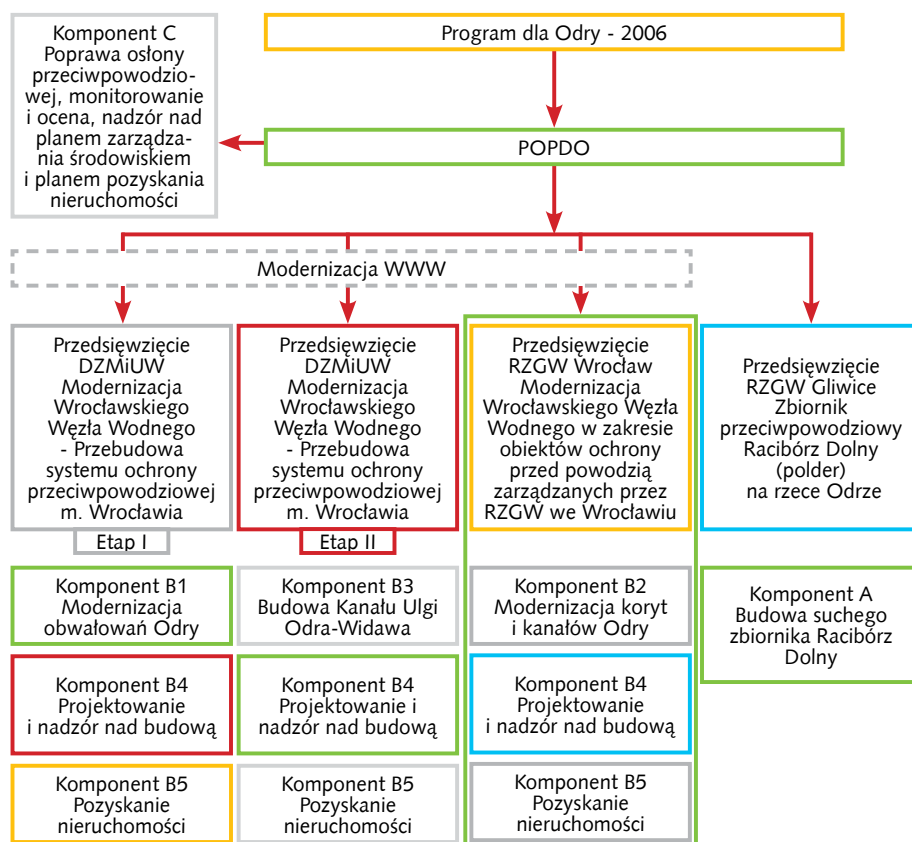 Komponent C
Poprawa osłony
przeciwpowodzio-
wej, monitorowanie
i ocena, nadzór nad
planem zarządza-
nia środowiskiem
i planem pozyskania
nieruchomości
Program dla Odry - 2006
POPDO
Modernizacja WWW
Przedsięwzięcie
DZMiUW
Modernizacja
Wrocławskiego
Węzła Wodnego
- Przebudowa
systemu ochrony
przeciwpowodziowej
m. Wrocławia
Etap I
Przedsięwzięcie
DZMiUW
Modernizacja
Wrocławskiego
Węzła Wodnego
- Przebudowa
systemu ochrony
przeciwpowodziowej
m. Wrocławia
Etap II
Przedsięwzięcie
RZGW Wrocław
Modernizacja
Wrocławskiego Węzła
Wodnego w zakresie
obiektów ochrony
przed powodzią
zarządzanych przez
RZGW we Wrocławiu
Przedsięwzięcie
RZGW Gliwice
Zbiornik
przeciwpowodziowy
Racibórz Dolny
(polder)
na rzece Odrze
Komponent B1
Modernizacja
obwałowań Odry
Komponent B3
Budowa Kanału Ulgi
Odra-Widawa
Komponent B2
Modernizacja koryt
i kanałów Odry
Komponent A
Budowa suchego
zbiornika Racibórz
Dolny
Komponent B4
Projektowanie
i nadzór nad budową
Komponent B4
Projektowanie i
nadzór nad budową
Komponent B4
Projektowanie
i nadzór nad budową
Komponent B5
Pozyskanie
nieruchomości
Komponent B5
Pozyskanie
nieruchomości
Komponent B5
Pozyskanie
nieruchomości